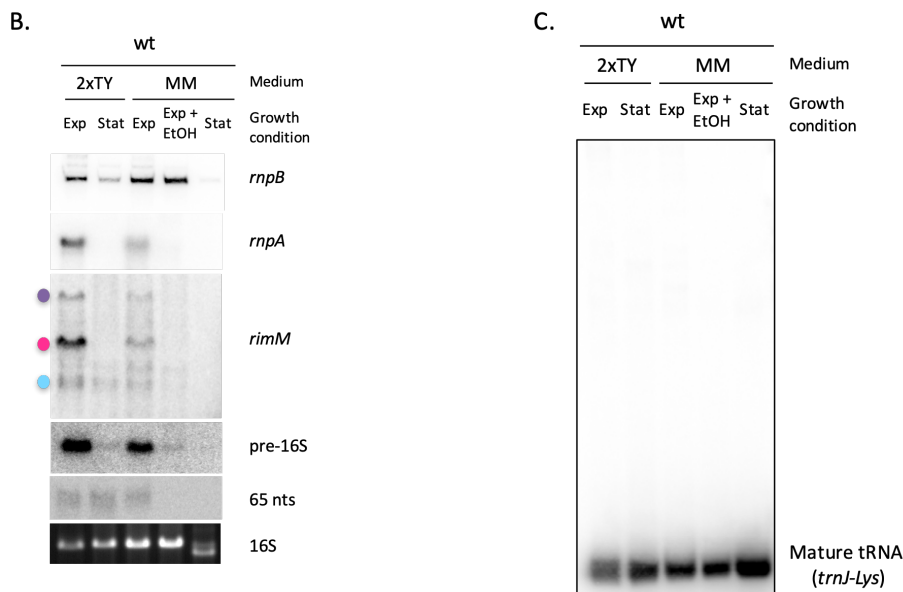 B.
wt
2xTY MM Medium
Exp Stat Exp Exp + EtOH Stat Growth condition
rnpB
rnpA
rimM
pre-16S
65 nts
16S
C.
wt
2xTY MM Medium
Exp Stat Exp Exp + EtOH Stat Growth condition
Mature tRNA
(trnJ-Lys)